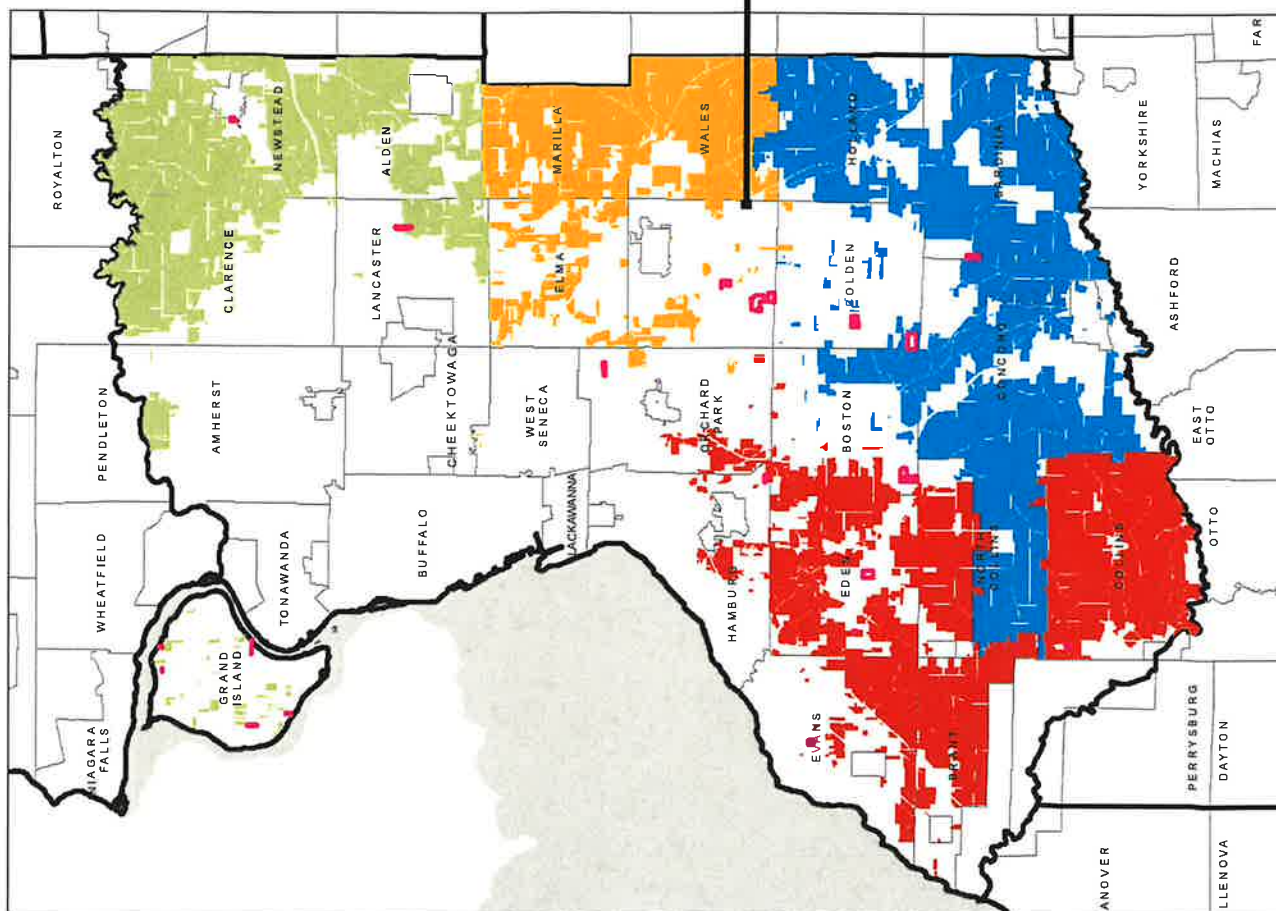 ROYALTON
NEWSTEAD
ALDEN
MARILLA
WALES
HOLLAND
SARDINIA
YORKSHIRE
MACHIAS
FAR
CLARENCE
LANCASTER
ELMA
COLDEN
CONCORD
ASHFORD
PENDLETON
AMHERST
CHEEKTOWAGA
WEST
SENECA
ORCHARD
PARK
BOSTON
EAST
OTTO
WHEATFIELD
TONAWANDA
BUFFALO
LACKAWANNA
HAMBURG
EDEN
NORTH
COLLINS
COLLINS
OTTO
NIAGARA
FALLS
GRAND
ISLAND
EVANS
BRANT
PERRYSBURG
DAYTON
ANOVER
LLENOVA